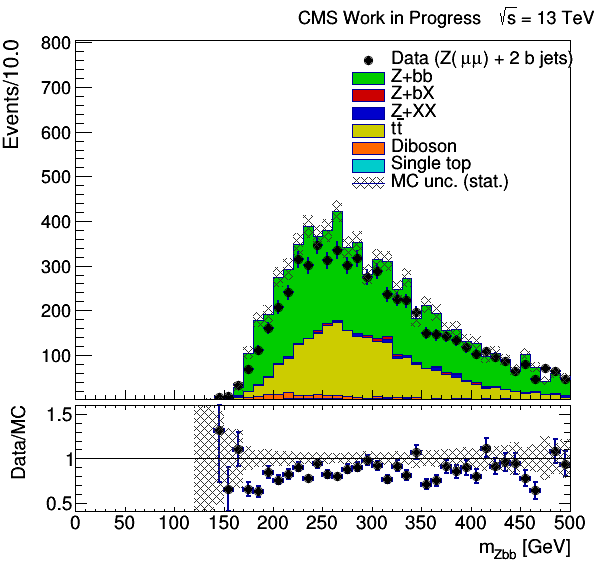 CMS Work in Progress √s = 13 TeV
Events/10.0
800
700
600
500
400
300
200
100
Data (Z(μμ) + 2 b jets)
Z+bb
Z+bX
Z+XX
tt̄
Diboson
Single top
MC unc. (stat.)
Data/MC
1.5
1
0.5
0 50 100 150 200 250 300 350 400 450 500
m_Zbb [GeV]